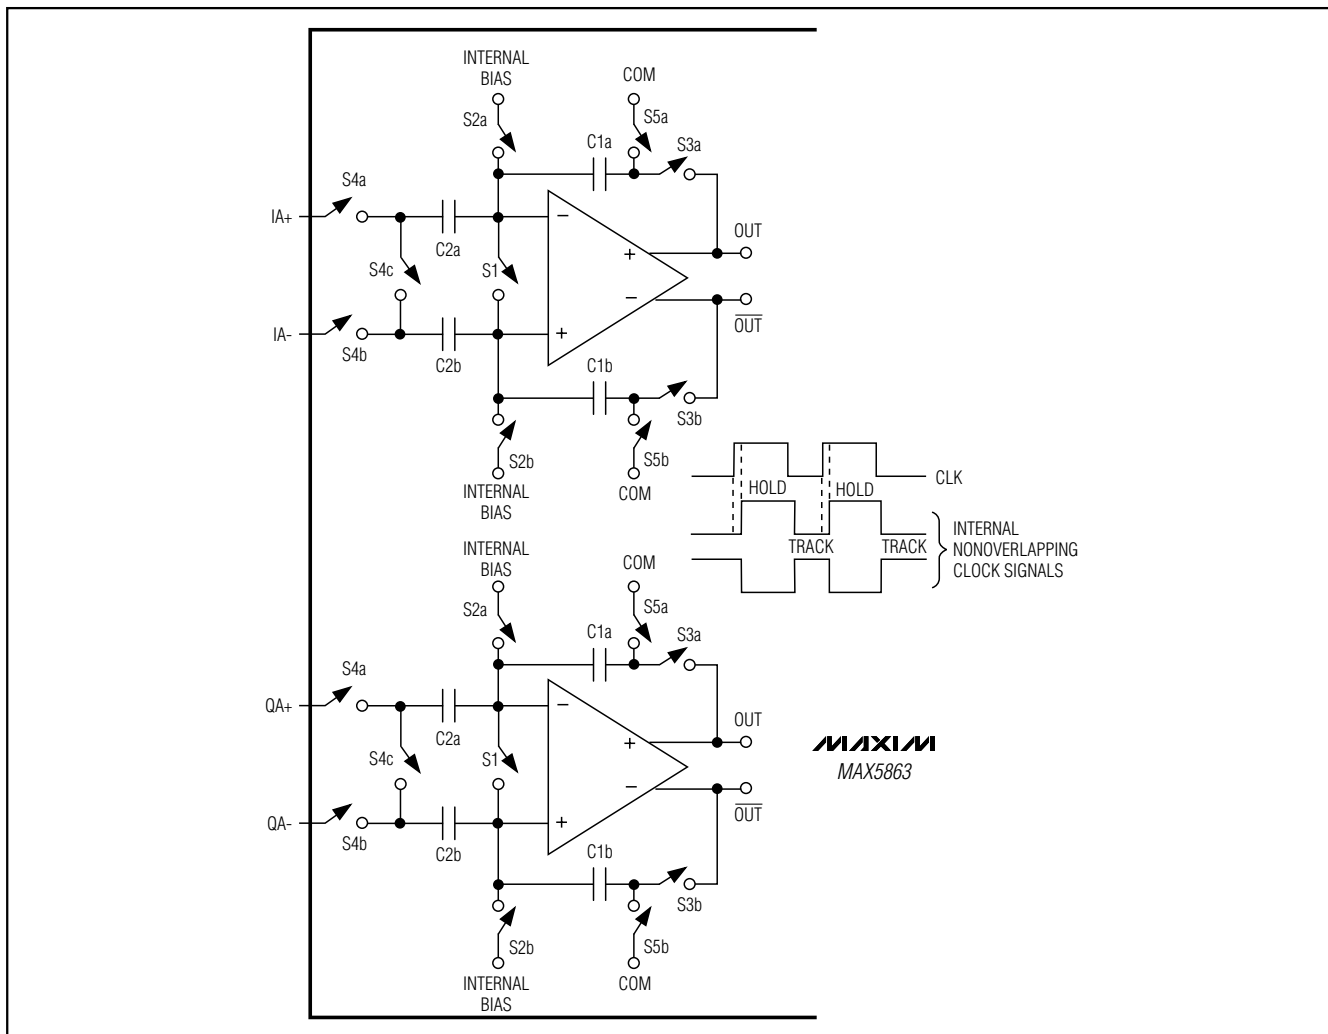 INTERNAL
BIAS
COM
S2a
S5a
C1a
S3a
S4a
IA+
−
C2a
OUT
+
S4c
S1
−
OUT
IA-
+
S4b
C2b
C1b
S3b
S2b
S5b
INTERNAL
BIAS
COM
CLK
HOLD
HOLD
TRACK
TRACK
INTERNAL
NONOVERLAPPING
CLOCK SIGNALS
INTERNAL
BIAS
COM
S2a
S5a
C1a
S3a
S4a
QA+
−
C2a
OUT
+
S4c
S1
−
OUT
QA-
+
S4b
C2b
C1b
S3b
S2b
S5b
INTERNAL
BIAS
COM
MAXIM
MAX5863